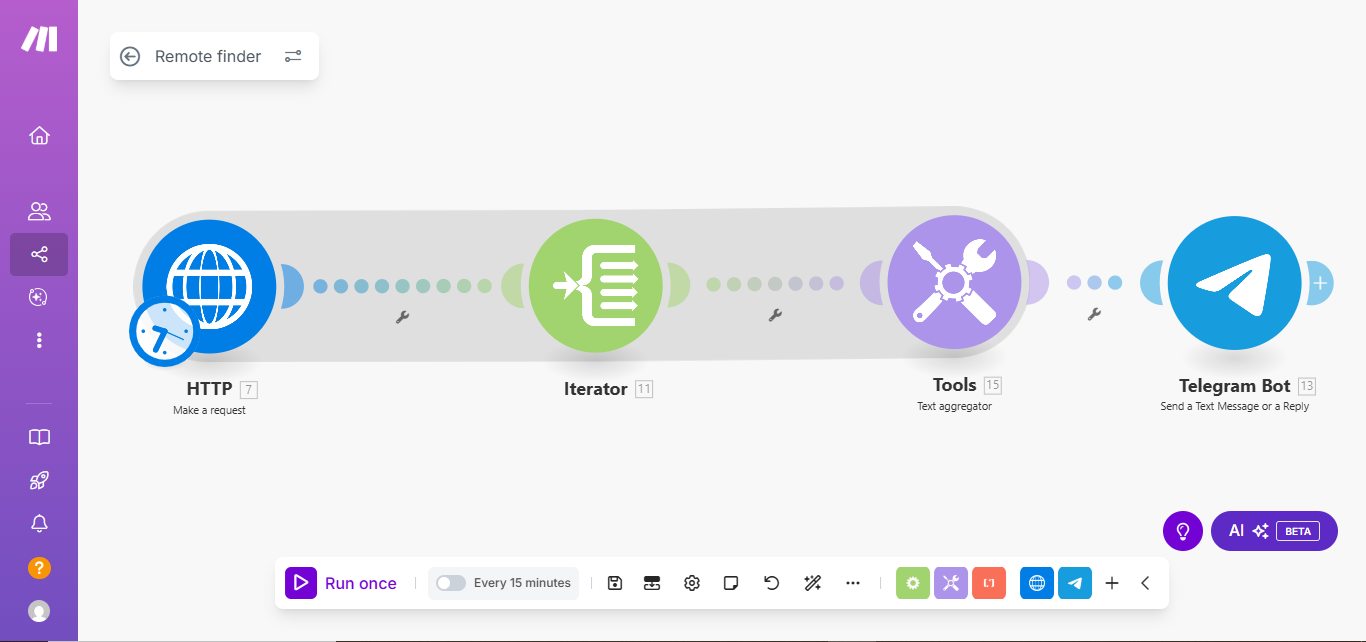 Remote finder
HTTP 7
Make a request
Iterator 11
Tools 15
Text aggregator
Telegram Bot 13
Send a Text Message or a Reply
AI BETA
Run once
Every 15 minutes
?